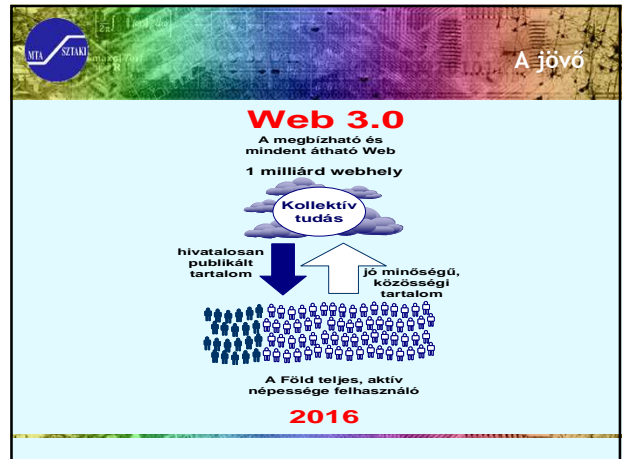 MTA SZTAKI
A jövő
Web 3.0
A megbízható és
mindent átható Web
1 milliárd webhely
Kollektív
tudás
hivatalosan
publikált
tartalom
jó minőségű,
közösségi
tartalom
A Föld teljes, aktív
népessége felhasználó
2016